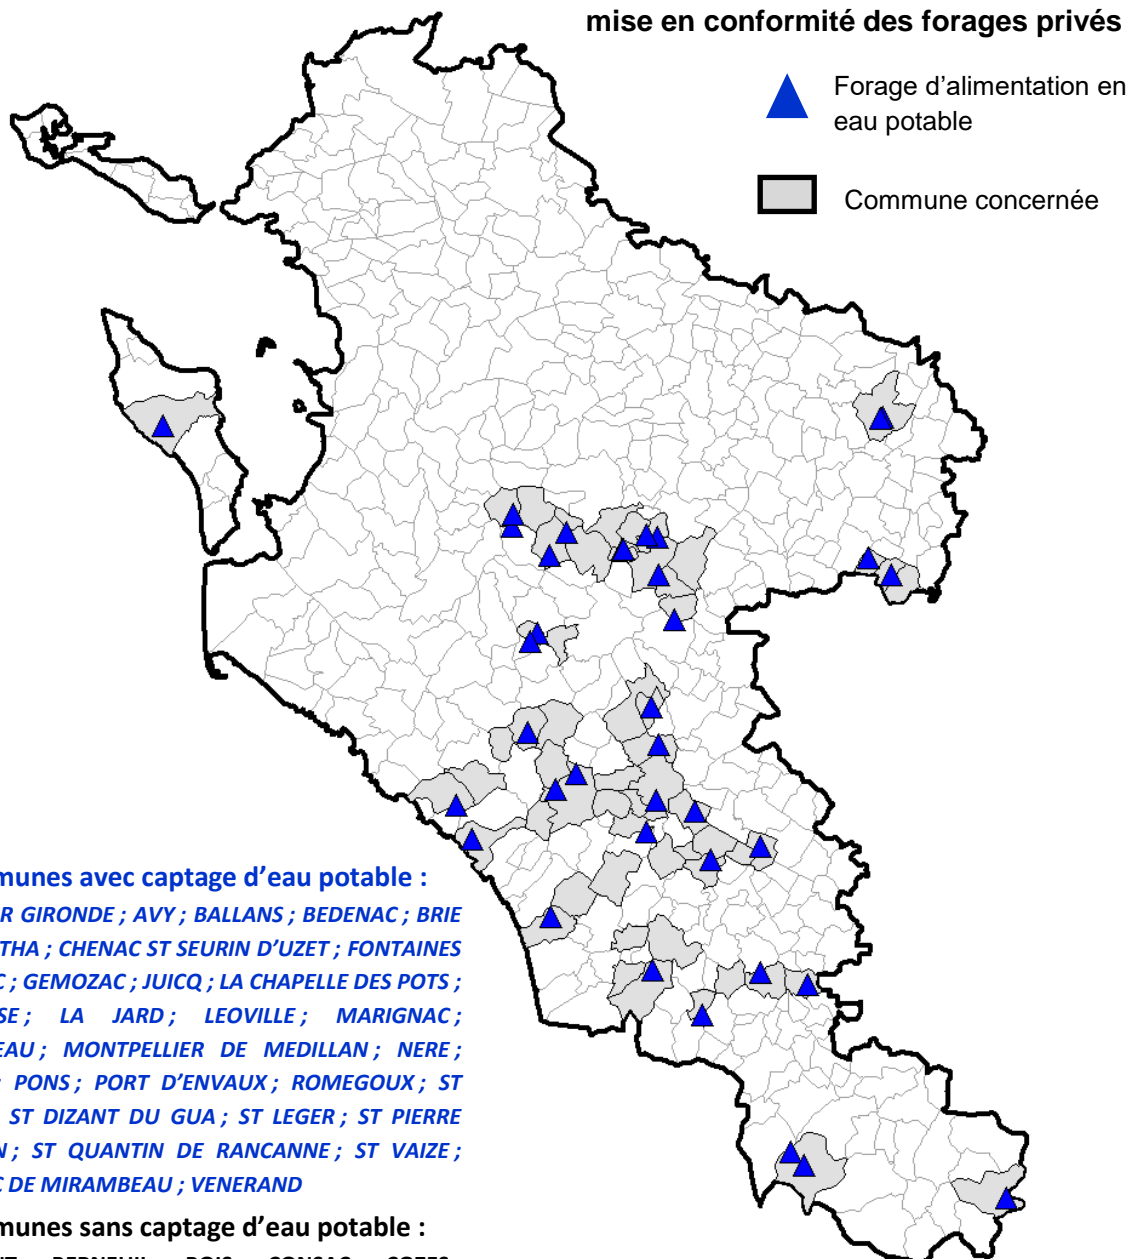 mise en conformité des forages privés
Forage d'alimentation en
eau potable
Commune concernée
munes avec captage d'eau potable :
R GIRONDE ; AVY ; BALLANS ; BEDENAC ; BRIE
THA ; CHENAC ST SEURIN D'UZET ; FONTAINES
C ; GEMOZAC ; JUICQ ; LA CHAPELLE DES POTS ;
SE ; LA JARD ; LEOVILLE ; MARIGNAC ;
EAU ; MONTPELLIER DE MEDILLAN ; NERE ;
; PONS ; PORT D'ENVAUX ; ROMEGOUX ; ST
; ST DIZANT DU GUA ; ST LEGER ; ST PIERRE
N ; ST QUANTIN DE RANCANNE ; ST VAIZE ;
C DE MIRAMBEAU ; VENERAND
munes sans captage d'eau potable :